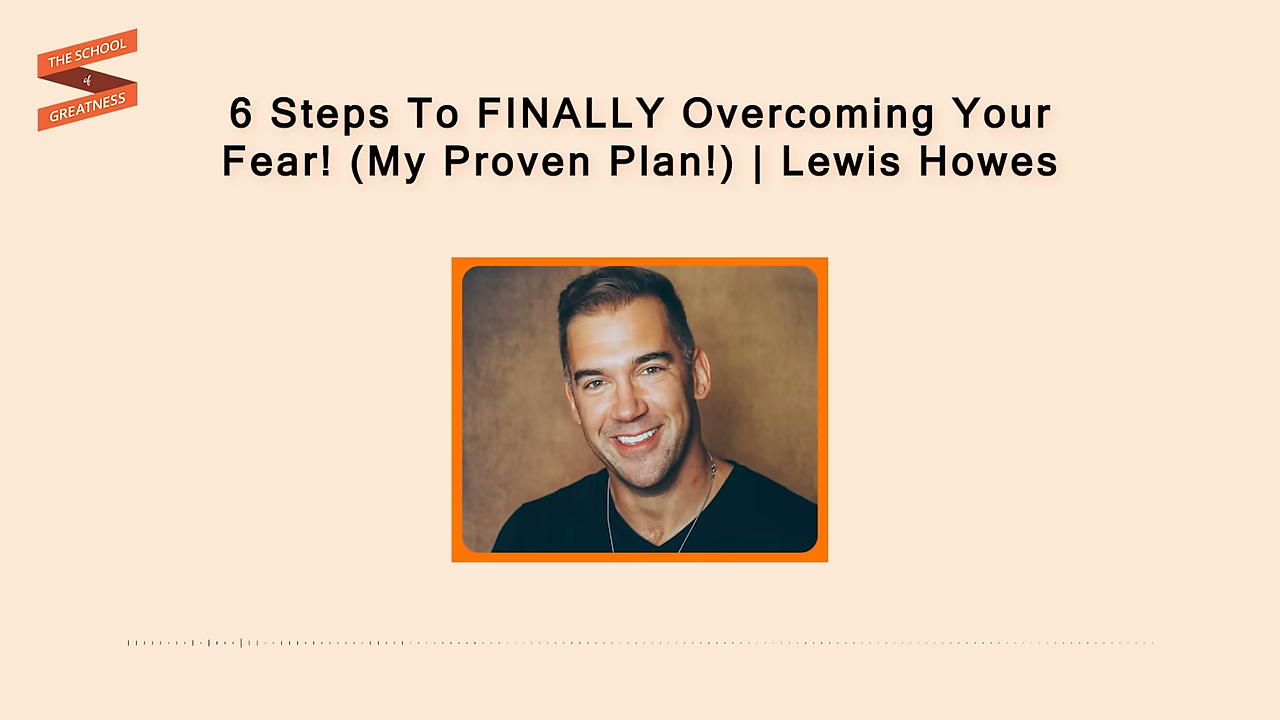 THE SCHOOL
of
GREATNESS
6 Steps To FINALLY Overcoming Your
Fear! (My Proven Plan!) | Lewis Howes